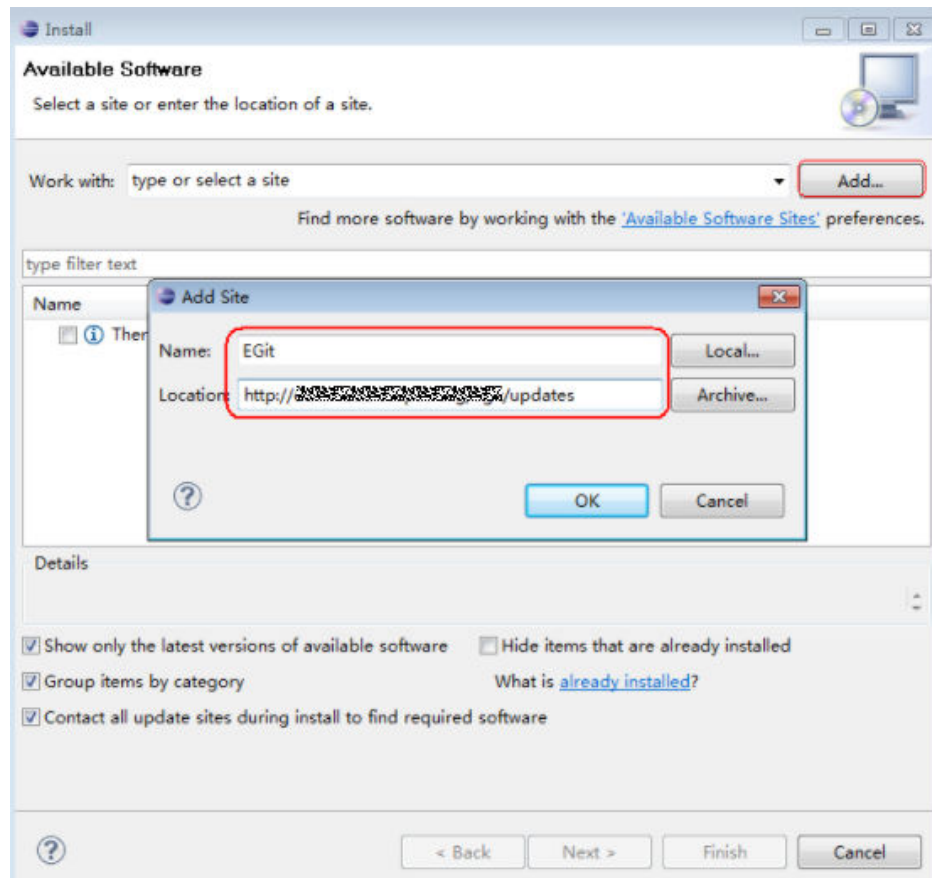 Install
Available Software
Select a site or enter the location of a site.
Work with: type or select a site Add...
Find more software by working with the 'Available Software Sites' preferences.
type filter text
Name
Add Site
Name: EGit Local...
Location: http:// /updates Archive...
OK Cancel
Details
Show only the latest versions of available software Hide items that are already installed
Group items by category What is already installed?
Contact all update sites during install to find required software
< Back Next > Finish Cancel